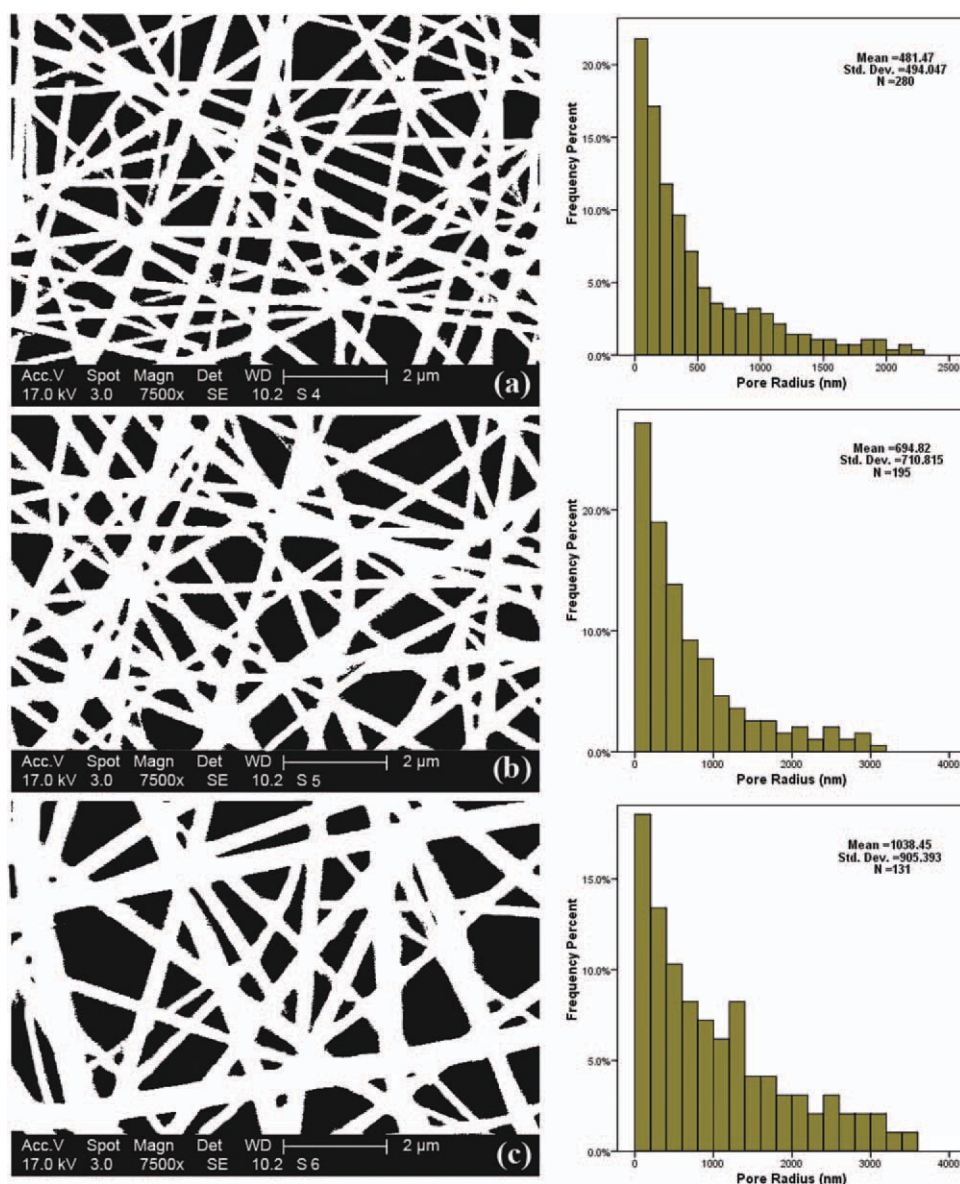 Acc.V Spot Magn Det WD 2 µm
17.0 kV 3.0 7500x SE 10.2 S 4
(a)
Mean =481.47
Std. Dev. =494.047
N =280
Frequency Percent
20.0%
15.0%
10.0%
5.0%
0.0%
0 500 1000 1500 2000 2500
Pore Radius (nm)
Acc.V Spot Magn Det WD 2 µm
17.0 kV 3.0 7500x SE 10.2 S 5
(b)
Mean =694.82
Std. Dev. =710.815
N =195
Frequency Percent
20.0%
10.0%
0.0%
0 1000 2000 3000 4000
Pore Radius (nm)
Acc.V Spot Magn Det WD 2 µm
17.0 kV 3.0 7500x SE 10.2 S 6
(c)
Mean =1038.45
Std. Dev. =905.393
N =131
Frequency Percent
15.0%
10.0%
5.0%
0.0%
0 1000 2000 3000 4000
Pore Radius (nm)